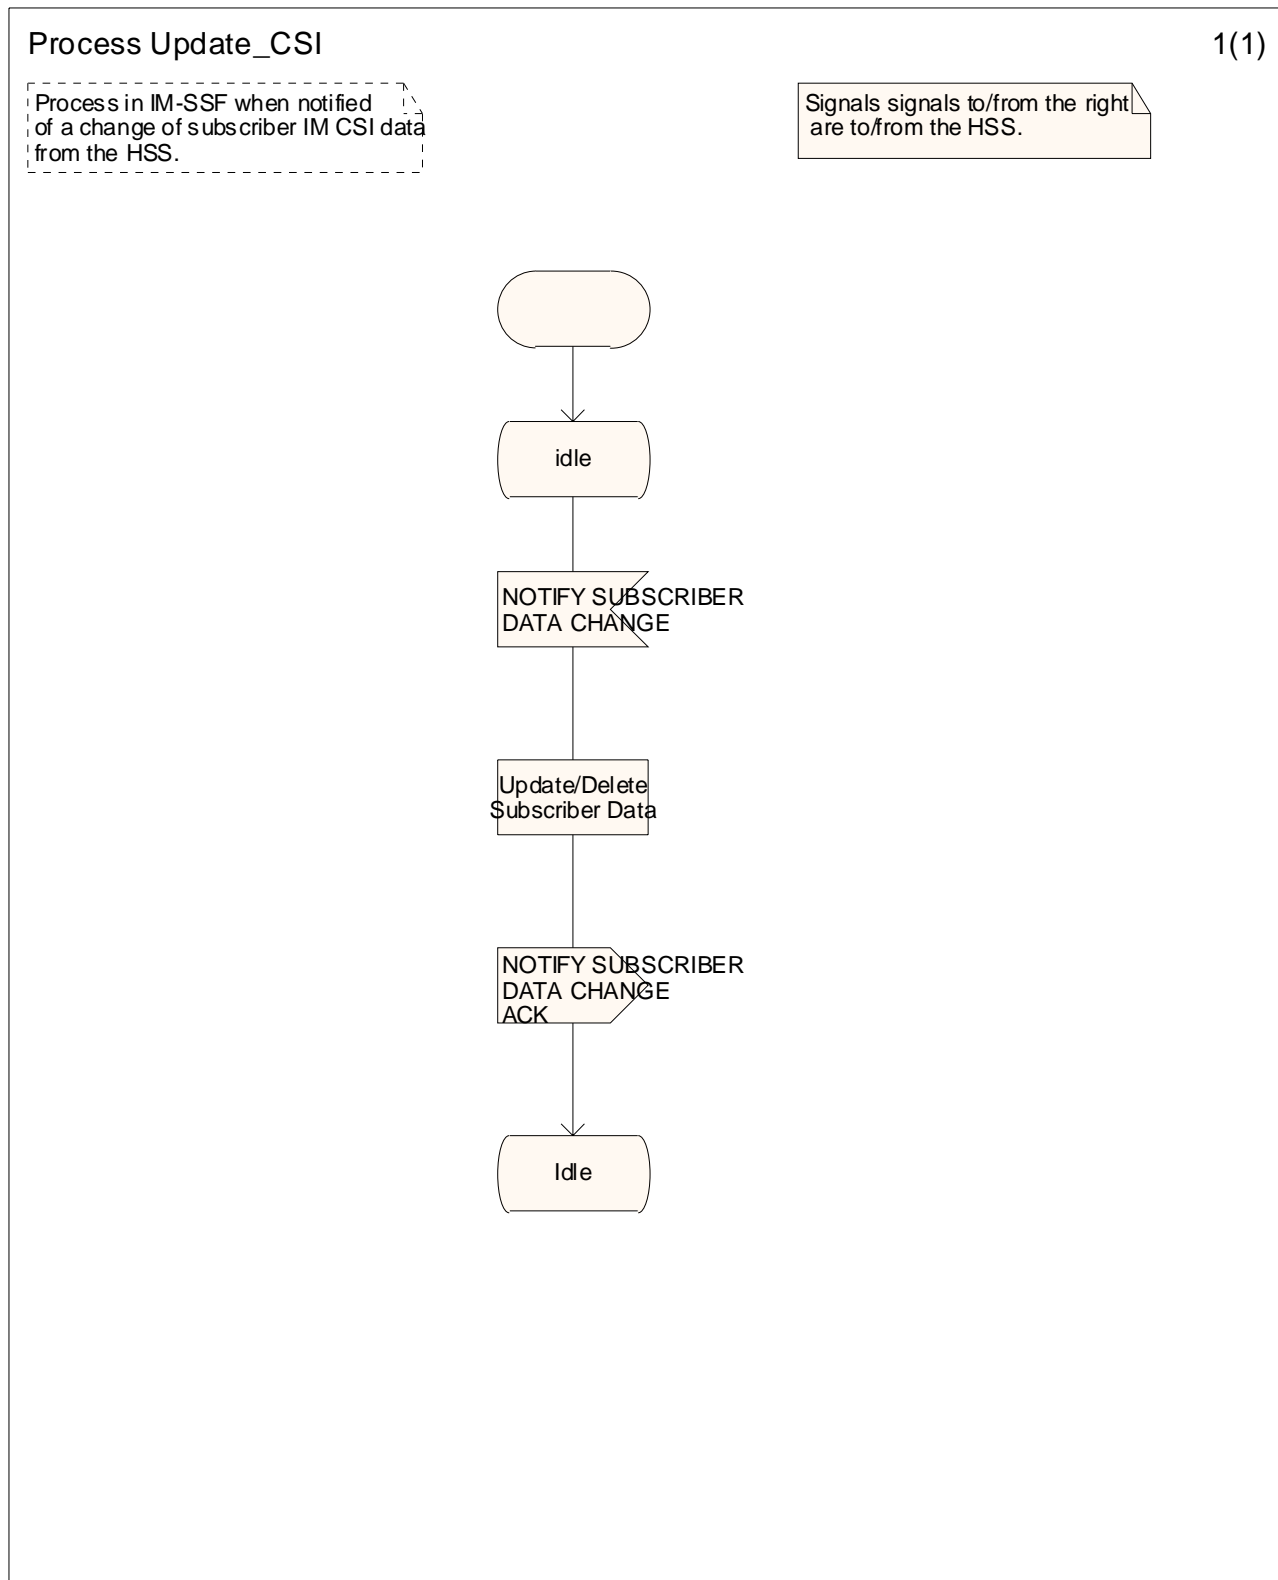 Process Update_CSI
1(1)
Process in IM-SSF when notified
of a change of subscriber IM CSI data
from the HSS.
Signals signals to/from the right
are to/from the HSS.
idle
NOTIFY SUBSCRIBER
DATA CHANGE
Update/Delete
Subscriber Data
NOTIFY SUBSCRIBER
DATA CHANGE
ACK
Idle